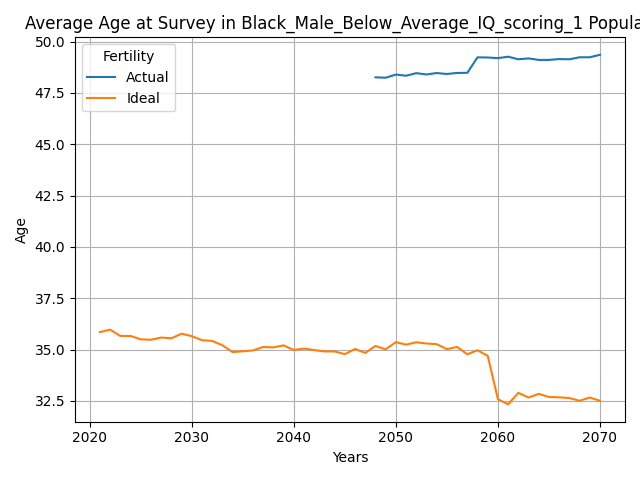 Average Age at Survey in Black_Male_Below_Average_IQ_scoring_1 Popula
50.0
47.5
45.0
42.5
40.0
37.5
35.0
32.5
Age
Fertility
Actual
Ideal
2020 2030 2040 2050 2060 2070
Years